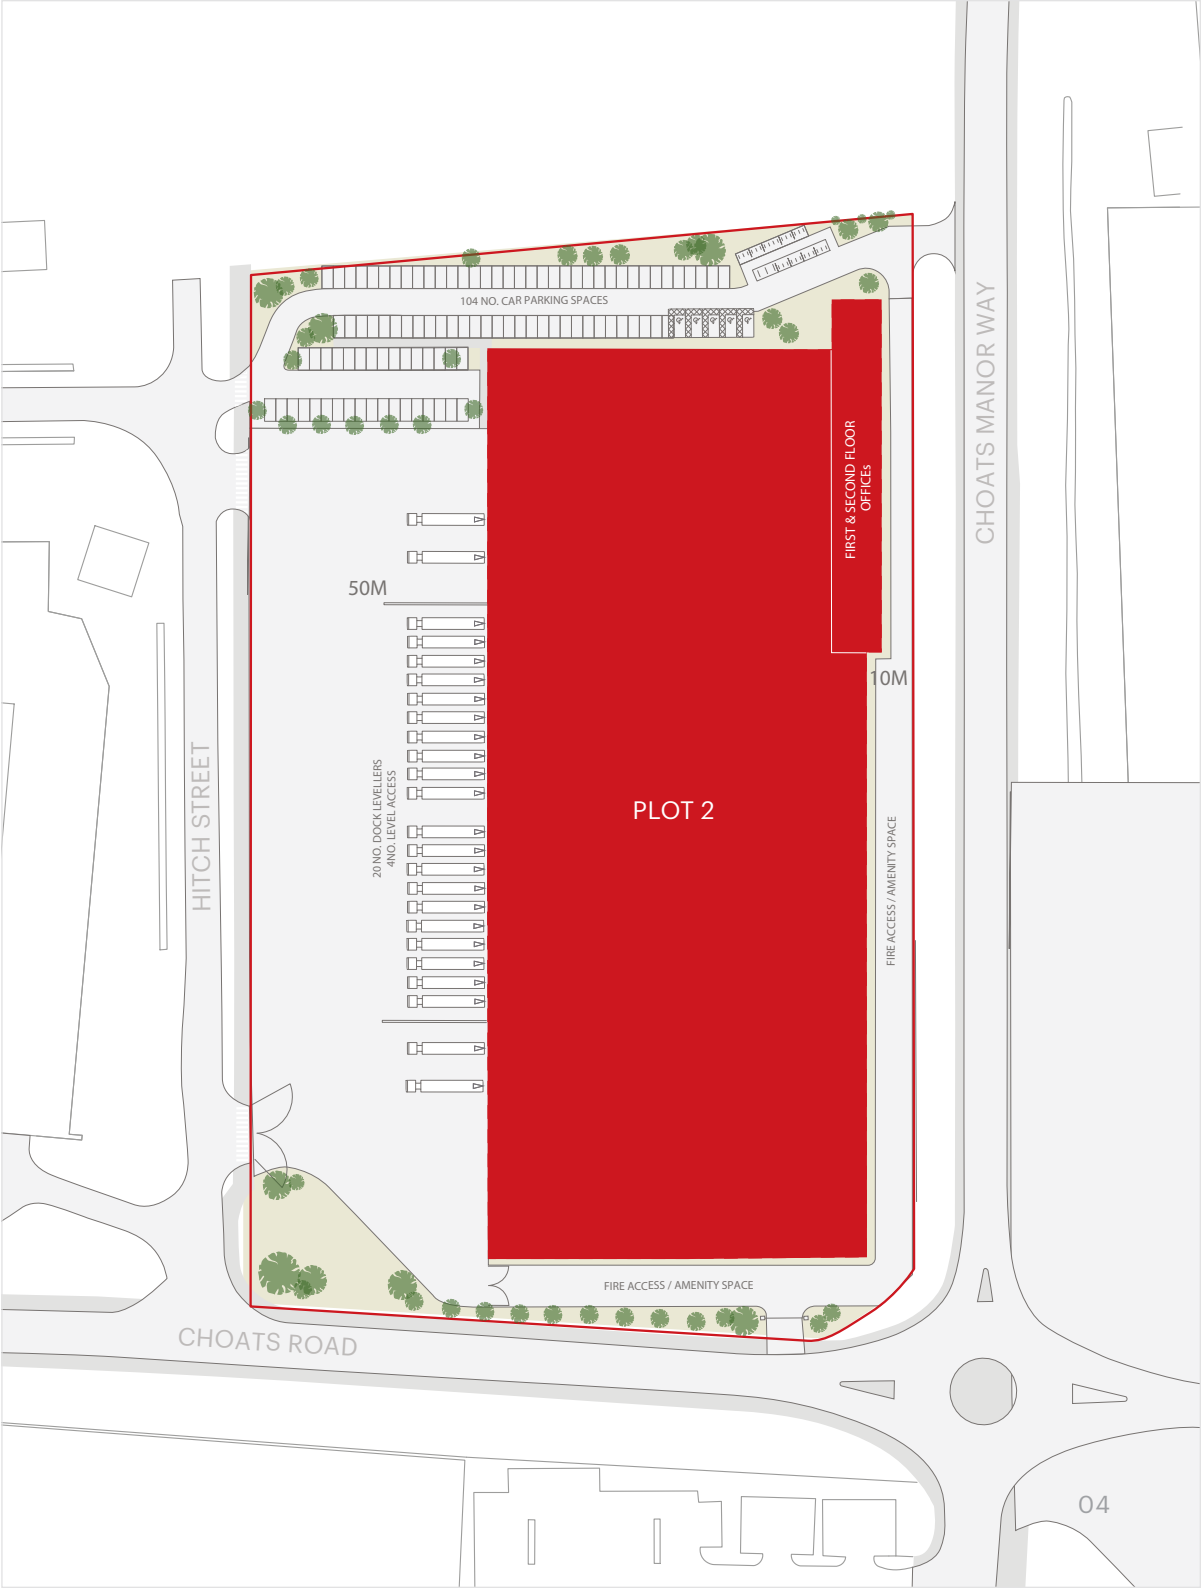 104 NO. CAR PARKING SPACES
CHOATS MANOR WAY
FIRST & SECOND FLOOR
OFFICEs
50M
10M
HITCH STREET
20 NO. DOCK LEVELLERS
4NO. LEVEL ACCESS
PLOT 2
FIRE ACCESS / AMENITY SPACE
FIRE ACCESS / AMENITY SPACE
CHOATS ROAD
04